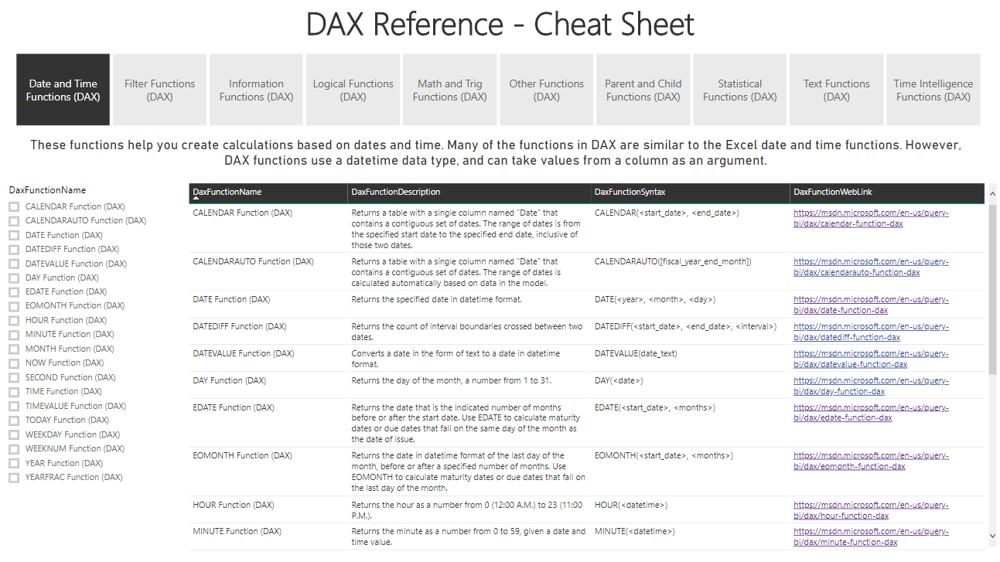 DAX Reference - Cheat Sheet
Date and Time
Functions (DAX)
Filter Functions
(DAX)
Information
Functions (DAX)
Logical Functions
(DAX)
Math and Trig
Functions (DAX)
Other Functions
(DAX)
Parent and Child
Functions (DAX)
Statistical
Functions (DAX)
Text Functions
(DAX)
Time Intelligence
Functions (DAX)
These functions help you create calculations based on dates and time. Many of the functions in DAX are similar to the Excel date and time functions. However,
DAX functions use a datetime data type, and can take values from a column as an argument.
DaxFunctionName
CALENDAR Function (DAX)
CALENDARAUTO Function (DAX)
DATE Function (DAX)
DATEDIFF Function (DAX)
DATEVALUE Function (DAX)
DAY Function (DAX)
EDATE Function (DAX)
EOMONTH Function (DAX)
HOUR Function (DAX)
MINUTE Function (DAX)
MONTH Function (DAX)
NOW Function (DAX)
SECOND Function (DAX)
TIME Function (DAX)
TIMEVALUE Function (DAX)
TODAY Function (DAX)
WEEKDAY Function (DAX)
WEEKNUM Function (DAX)
YEAR Function (DAX)
YEARFRAC Function (DAX)
DaxFunctionName DaxFunctionDescription DaxFunctionSyntax DaxFunctionWebLink
CALENDAR Function (DAX)
Returns a table with a single column named "Date" that
contains a contiguous set of dates. The range of dates is from
the specified start date to the specified end date, inclusive of
those two dates.
CALENDAR(<start_date>, <end_date>)
https://msdn.microsoft.com/en-us/query-
bi/dax/calendar-function-dax
CALENDARAUTO Function (DAX)
Returns a table with a single column named "Date" that
contains a contiguous set of dates. The range of dates is
calculated automatically based on data in the model.
CALENDARAUTO([fiscal_year_end_month])
https://msdn.microsoft.com/en-us/query-
bi/dax/calendarauto-function-dax
DATE Function (DAX)
Returns the specified date in datetime format.
DATE(<year>, <month>, <day>)
https://msdn.microsoft.com/en-us/query-
bi/dax/date-function-dax
DATEDIFF Function (DAX)
Returns the count of interval boundaries crossed between two
dates.
DATEDIFF(<start_date>, <end_date>, <interval>)
https://msdn.microsoft.com/en-us/query-
bi/dax/datediff-function-dax
DATEVALUE Function (DAX)
Converts a date in the form of text to a date in datetime
format.
DATEVALUE(date_text)
https://msdn.microsoft.com/en-us/query-
bi/dax/datevalue-function-dax
DAY Function (DAX)
Returns the day of the month, a number from 1 to 31.
DAY(<date>)
https://msdn.microsoft.com/en-us/query-
bi/dax/day-function-dax
EDATE Function (DAX)
Returns the date that is the indicated number of months
before or after the start date. Use EDATE to calculate maturity
dates or due dates that fall on the same day of the month as
the date of issue.
EDATE(<start_date>, <months>)
https://msdn.microsoft.com/en-us/query-
bi/dax/edate-function-dax
EOMONTH Function (DAX)
Returns the date in datetime format of the last day of the
month, before or after a specified number of months. Use
EOMONTH to calculate maturity dates or due dates that fall on
the last day of the month.
EOMONTH(<start_date>, <months>)
https://msdn.microsoft.com/en-us/query-
bi/dax/eomonth-function-dax
HOUR Function (DAX)
Returns the hour as a number from 0 (12:00 A.M.) to 23 (11:00
P.M.).
HOUR(<datetime>)
https://msdn.microsoft.com/en-us/query-
bi/dax/hour-function-dax
MINUTE Function (DAX)
Returns the minute as a number from 0 to 59, given a date and
time value.
MINUTE(<datetime>)
https://msdn.microsoft.com/en-us/query-
bi/dax/minute-function-dax